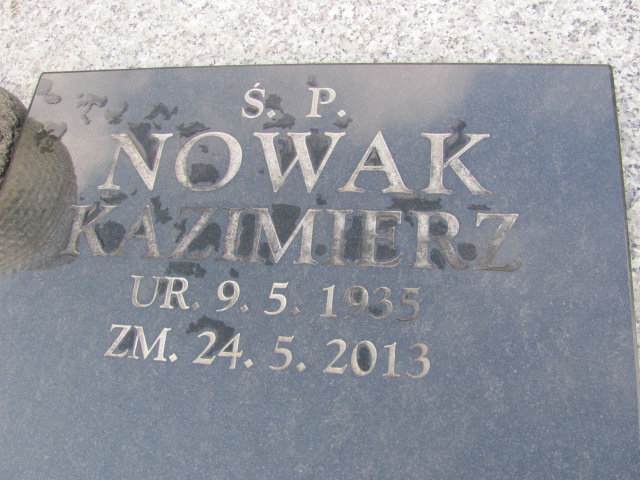 Ś. P.
NOWAK
KAZIMIERZ
UR. 9. 5. 1935
ZM. 24. 5. 2013